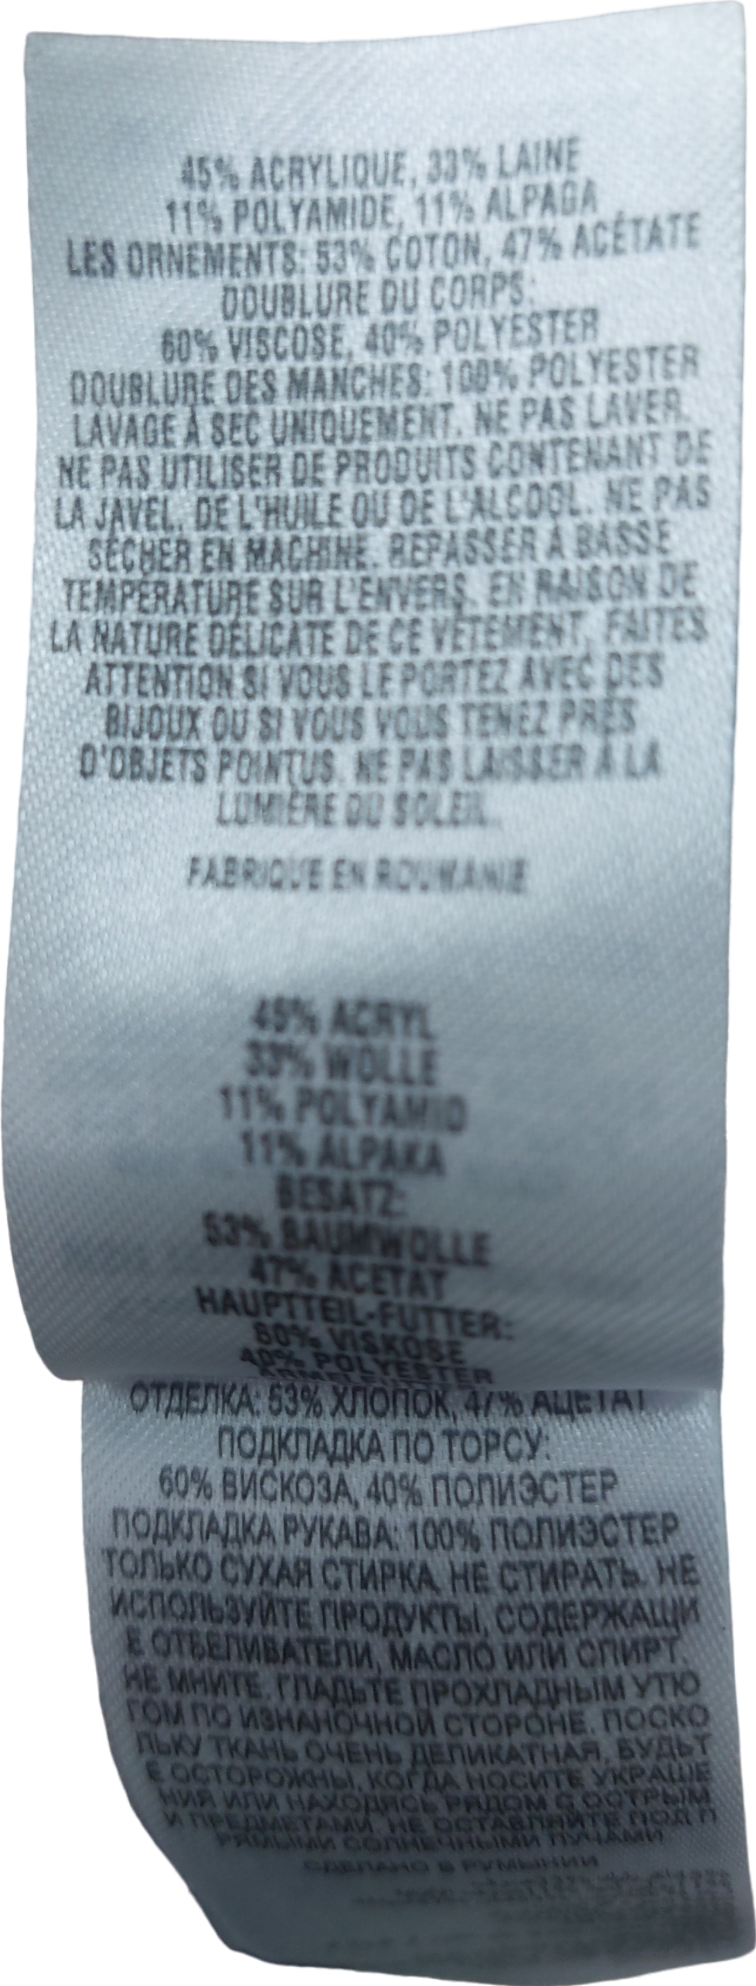 45% ACRYLIQUE, 33% LAINE
11% POLYAMIDE, 11% ALPAGA
LES ORNEMENTS: 53% COTON, 47% ACÉTATE
DOUBLURE DU CORPS:
60% VISCOSE, 40% POLYESTER
DOUBLURE DES MANCHES: 100% POLYESTER
LAVAGE À SEC UNIQUEMENT. NE PAS LAVER.
NE PAS UTILISER DE PRODUITS CONTENANT DE
LA JAVEL, DE L'HUILE OU DE L'ALCOOL. NE PAS
SÉCHER EN MACHINE. REPASSER À BASSE
TEMPÉRATURE SUR L'ENVERS. EN RAISON DE
LA NATURE DÉLICATE DE CE VÊTEMENT, FAITES
ATTENTION SI VOUS LE PORTEZ AVEC DES
BIJOUX OU SI VOUS VOUS TENEZ PRÈS
D'OBJETS POINTUS. NE PAS LAISSER À LA
LUMIÈRE DU SOLEIL.
FABRIQUE EN ROUMANIE
45% ACRYL
33% WOLLE
11% POLYAMID
11% ALPAKA
BESATZ:
53% BAUMWOLLE
47% ACETAT
HAUPTTEIL-FUTTER:
60% VISKOSE
40% POLYESTER
ОТДЕЛКА: 53% ХЛОПОК, 47% АЦЕТАТ
ПОДКЛАДКА ПО ТОРСУ:
60% ВИСКОЗА, 40% ПОЛИЭСТЕР
ПОДКЛАДКА РУКАВА: 100% ПОЛИЭСТЕР
ТОЛЬКО СУХАЯ СТИРКА. НЕ СТИРАТЬ. НЕ
ИСПОЛЬЗУЙТЕ ПРОДУКТЫ, СОДЕРЖАЩИ
Е ОТБЕЛИВАТЕЛИ, МАСЛО ИЛИ СПИРТ.
НЕ МНИТЕ. ГЛАДЬТЕ ПРОХЛАДНЫМ УТЮ
ГОМ ПО ИЗНАНОЧНОЙ СТОРОНЕ. ПОСКО
ЛЬКУ ТКАНЬ ОЧЕНЬ ДЕЛИКАТНАЯ, БУДЬТ
Е ОСТОРОЖНЫ, КОГДА НОСИТЕ УКРАШЕ
НИЯ ИЛИ НАХОДЯСЬ РЯДОМ С ОСТРЫМ
И ПРЕДМЕТАМИ. НЕ ОСТАВЛЯЙТЕ ПОД П
РЯМЫМИ СОЛНЕЧНЫМИ ЛУЧАМИ
СДЕЛАНО В РУМЫНИИ